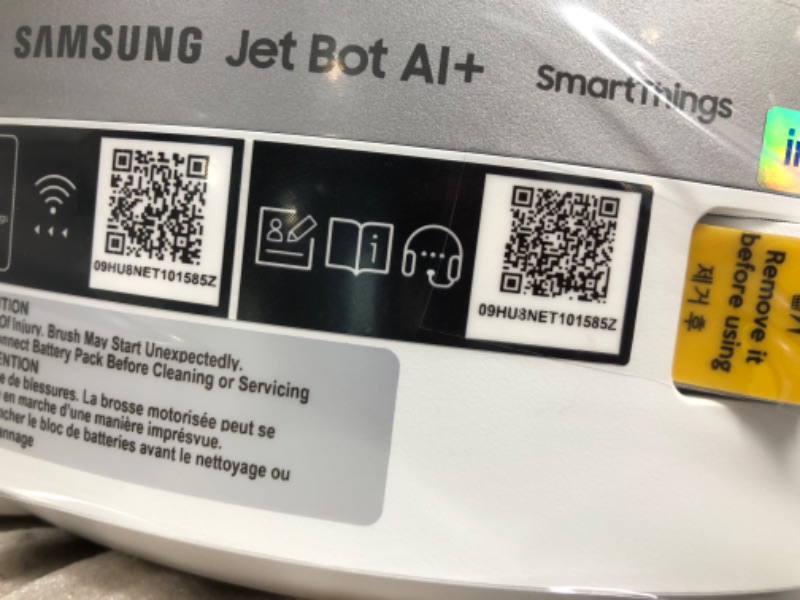 SAMSUNG Jet Bot AI+ SmartThings
09HU8NET101585Z
09HU8NET101585Z
Of Injury. Brush May Start Unexpectedly.
Battery Pack Before Cleaning or Servicing
de blessures. La brosse motorisée peut se
en marche d'une manière imprésvue.
le bloc de batteries avant le nettoyage ou
Remove it
before using
제거 후